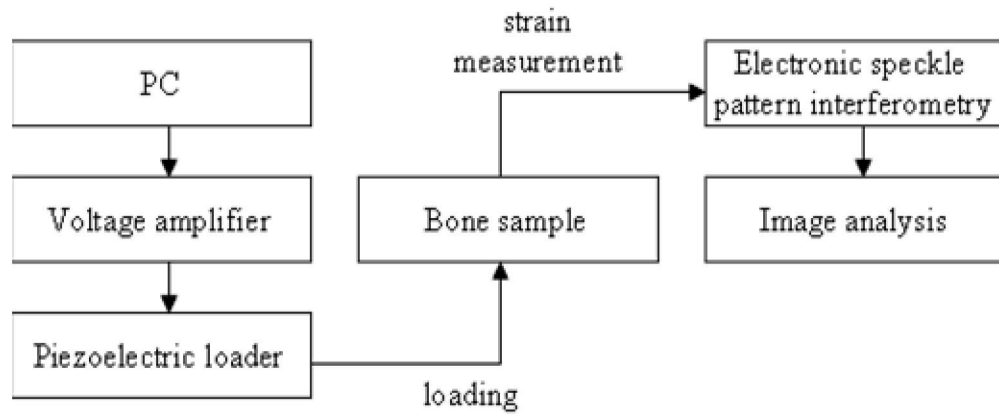 PC
Voltage amplifier
Piezoelectric loader
loading
Bone sample
strain
measurement
Electronic speckle
pattern interferometry
Image analysis